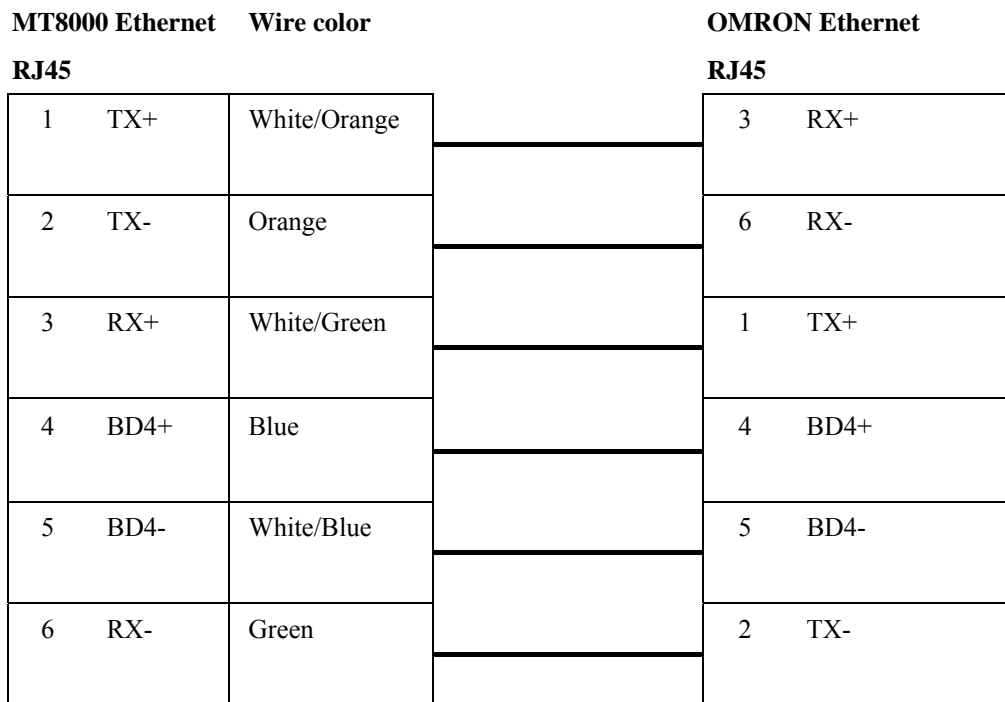 MT8000 Ethernet Wire color OMRON Ethernet
RJ45 RJ45
1 TX+ White/Orange 3 RX+
2 TX- Orange 6 RX-
3 RX+ White/Green 1 TX+
4 BD4+ Blue 4 BD4+
5 BD4- White/Blue 5 BD4-
6 RX- Green 2 TX-